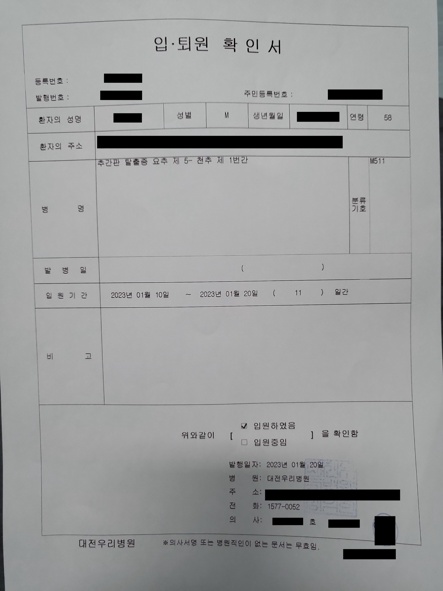 입·퇴원 확인서
등록번호 :
발행번호 : 주민등록번호 :
환자의 성명 성별 M 생년월일 연령 58
환자의 주소
병 명 추간판 탈출증 요추 제 5- 천추 제 1번간 분류기호 M511
발 병 일 ( )
입 원 기 간 2023년 01월 10일 - 2023년 01월 20일 ( 11 ) 일간
비 고
위와같이 [ ☑ 입원하였음 ] 을 확인함
☐ 입원중임
발행일자: 2023년 01월 20일
병 원: 대전우리병원
주 소:
전 화: 1577-0052
의 사: 호
대전우리병원 ※의사서명 또는 병원직인이 없는 문서는 무효임.